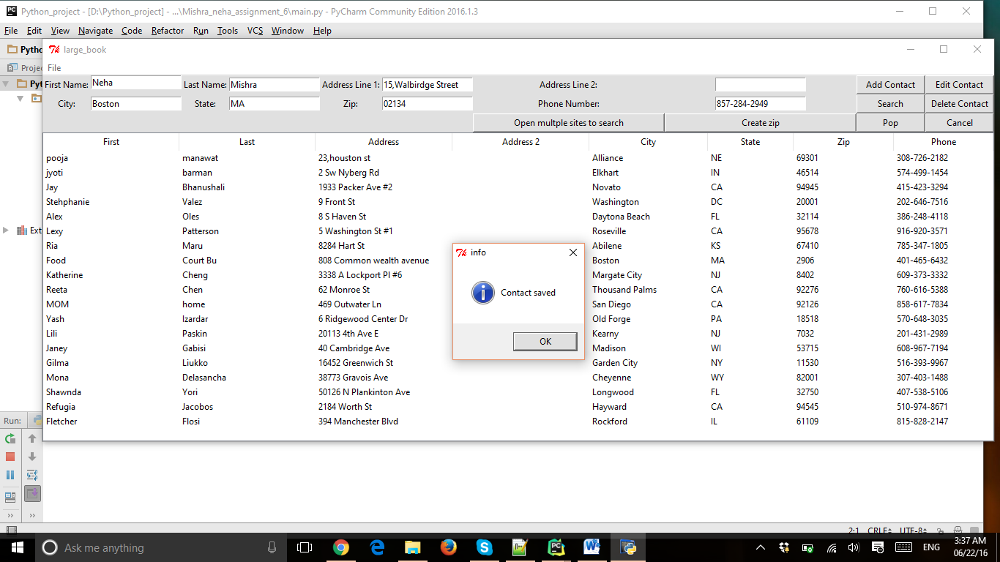 Python_project - [D:\Python_project] - ...\Mishra_neha_assignment_6\main.py - PyCharm Community Edition 2016.1.3
File Edit View Navigate Code Refactor Run Tools VCS Window Help
large_book
File
First Name: Neha Last Name: Mishra Address Line 1: 15,Walbirdge Street Address Line 2: Add Contact Edit Contact
City: Boston State: MA Zip: 02134 Phone Number: 857-284-2949 Search Delete Contact
Open multple sites to search Create zip Pop Cancel
First Last Address Address 2 City State Zip Phone
pooja manawat 23,houston st Alliance NE 69301 308-726-2182
jyoti barman 2 Sw Nyberg Rd Elkhart IN 46514 574-499-1454
Jay Bhanushali 1933 Packer Ave #2 Novato CA 94945 415-423-3294
Stehphanie Valez 9 Front St Washington DC 20001 202-646-7516
Alex Oles 8 S Haven St Daytona Beach FL 32114 386-248-4118
Lexy Patterson 5 Washington St #1 Roseville CA 95678 916-920-3571
Ria Maru 8284 Hart St Abilene KS 67410 785-347-1805
Food Court Bu 808 Common wealth avenue Boston MA 2906 401-465-6432
Katherine Cheng 3338 A Lockport Pl #6 Margate City NJ 8402 609-373-3332
Reeta Chen 62 Monroe St Thousand Palms CA 92276 760-616-5388
MOM home 469 Outwater Ln San Diego CA 92126 858-617-7834
Yash Izardar 6 Ridgewood Center Dr Old Forge PA 18518 570-648-3035
Lili Paskin 20113 4th Ave E Kearny NJ 7032 201-431-2989
Janey Gabisi 40 Cambridge Ave Madison WI 53715 608-967-7194
Gilma Liukko 16452 Greenwich St Garden City NY 11530 516-393-9967
Mona Delasancha 38773 Gravois Ave Cheyenne WY 82001 307-403-1488
Shawnda Yori 50126 N Plankinton Ave Longwood FL 32750 407-538-5106
Refugia Jacobos 2184 Worth St Hayward CA 94545 510-974-8671
Fletcher Flosi 394 Manchester Blvd Rockford IL 61109 815-828-2147
info
Contact saved
OK
Pytho
Projec
Pyt
Ext
Run:
2:1 CRLF UTF-8
Ask me anything
ENG
3:37 AM
06/22/16